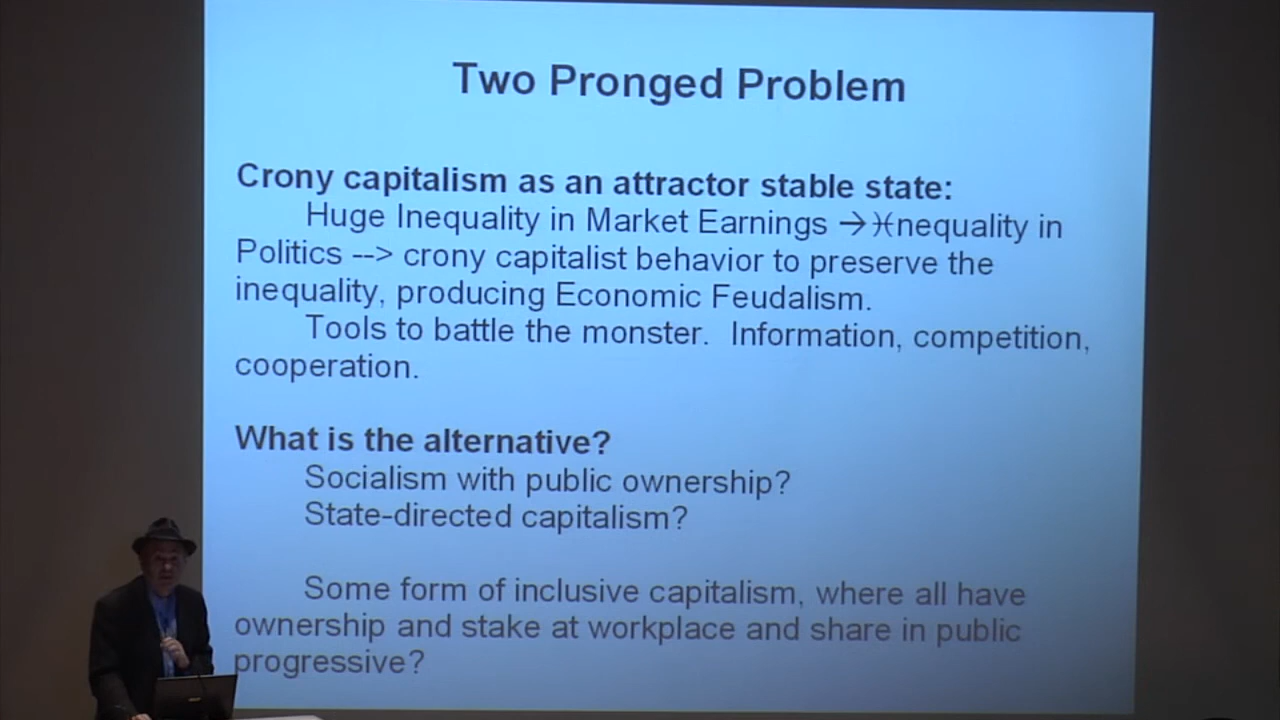 Two Pronged Problem
Crony capitalism as an attractor stable state:
Huge Inequality in Market Earnings →ӾInequality in
Politics --> crony capitalist behavior to preserve the
inequality, producing Economic Feudalism.
Tools to battle the monster. Information, competition,
cooperation.
What is the alternative?
Socialism with public ownership?
State-directed capitalism?
Some form of inclusive capitalism, where all have
ownership and stake at workplace and share in public
progressive?